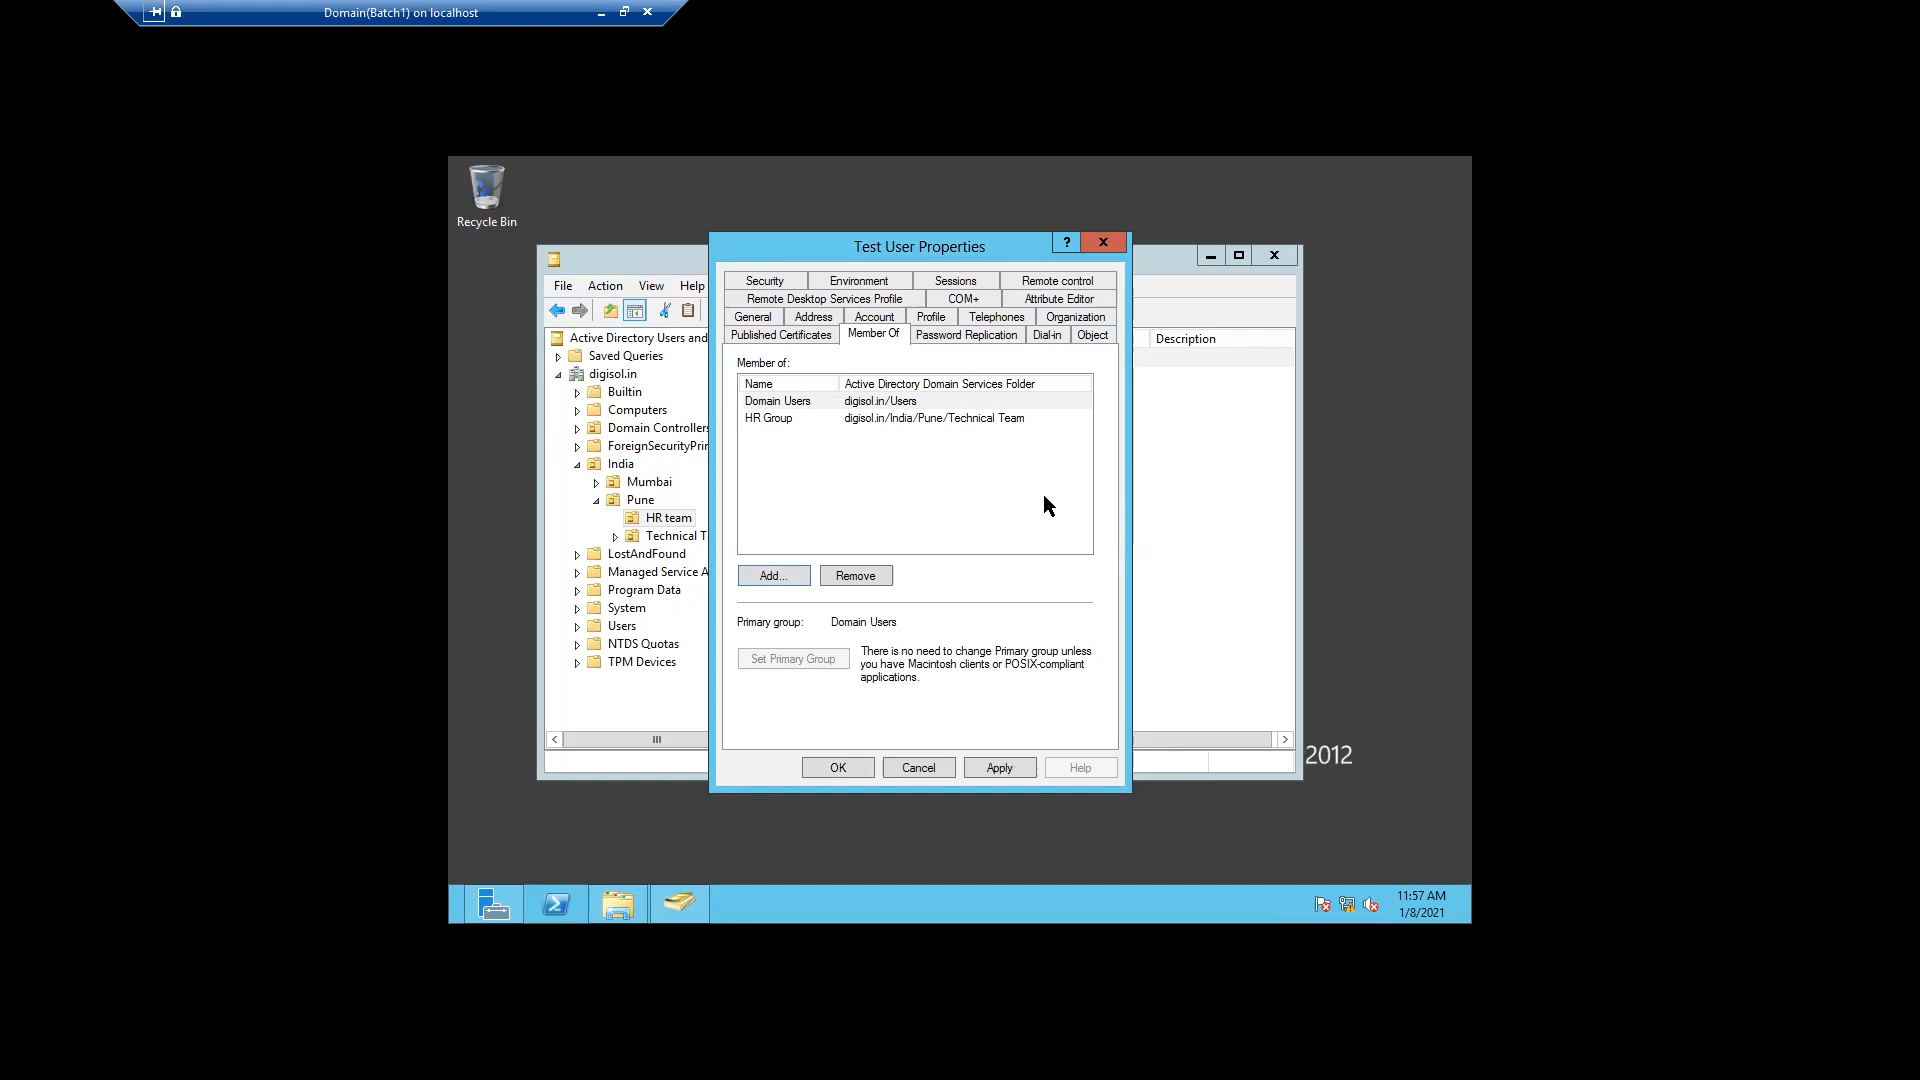 Domain(Batch1) on localhost
Recycle Bin
File Action View Help
Active Directory Users and
Saved Queries
digisol.in
Builtin
Computers
Domain Controllers
ForeignSecurityPrin
India
Mumbai
Pune
HR team
Technical T
LostAndFound
Managed Service A
Program Data
System
Users
NTDS Quotas
TPM Devices
Description
Test User Properties
?
Security Environment Sessions Remote control
Remote Desktop Services Profile COM+ Attribute Editor
General Address Account Profile Telephones Organization
Published Certificates Member Of Password Replication Dial-in Object
Member of:
Name Active Directory Domain Services Folder
Domain Users digisol.in/Users
HR Group digisol.in/India/Pune/Technical Team
Add... Remove
Primary group: Domain Users
Set Primary Group
There is no need to change Primary group unless
you have Macintosh clients or POSIX-compliant
applications.
OK Cancel Apply Help
2012
11:57 AM
1/8/2021